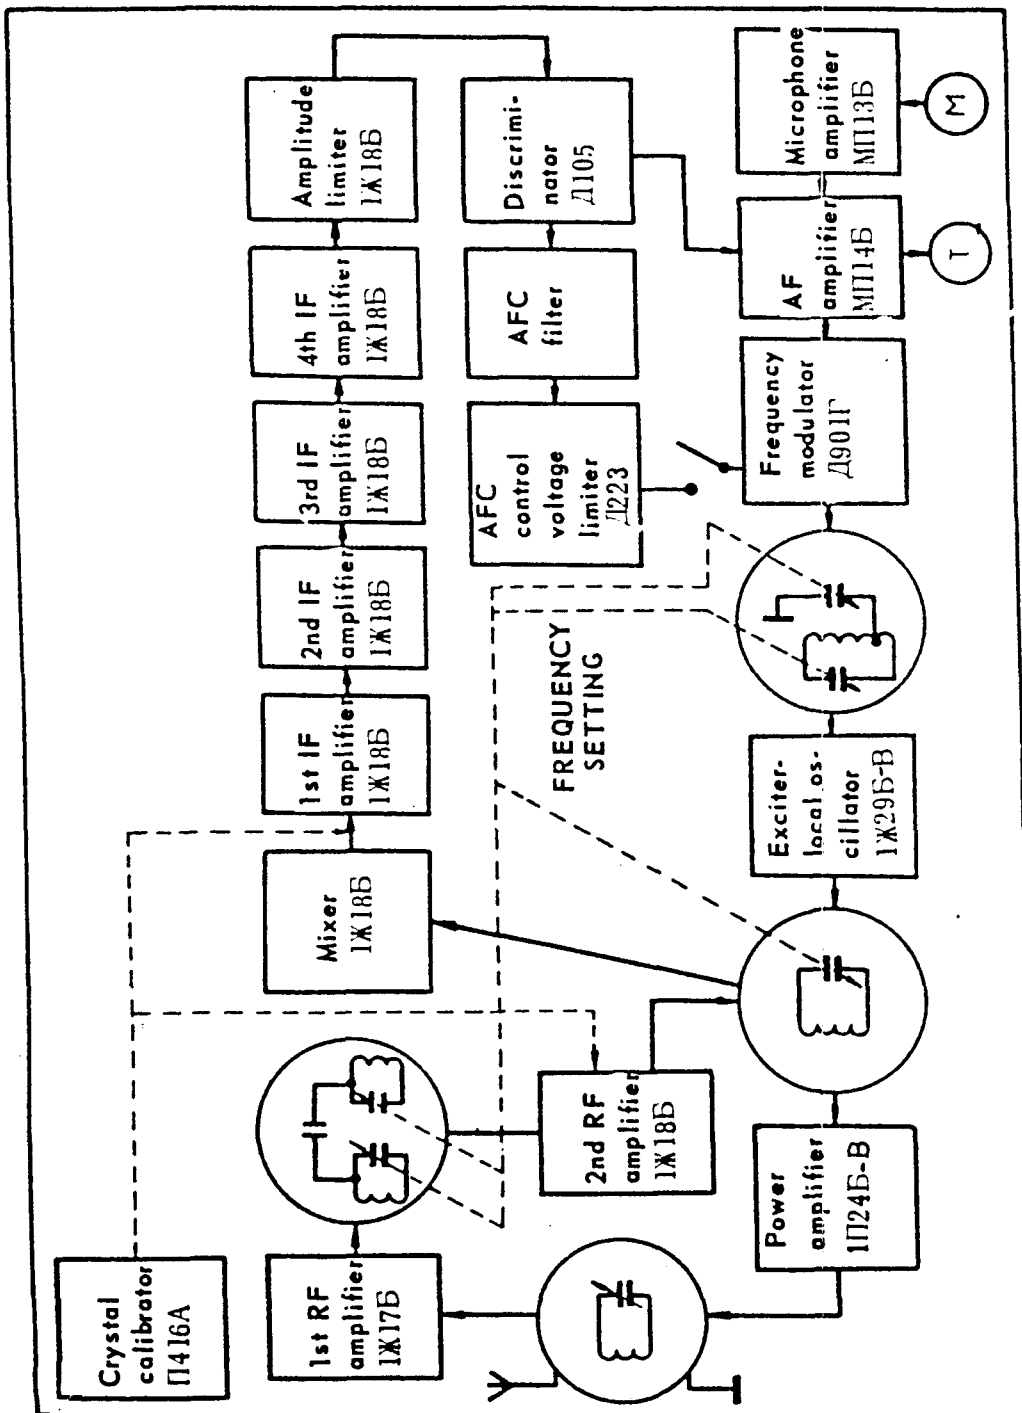 Crystal
calibrator
П416А
1st RF
amplifier
1Ж17Б
Mixer
1Ж18Б
1st IF
amplifier
1Ж18Б
2nd IF
amplifier
1Ж18Б
3rd IF
amplifier
1Ж18Б
4th IF
amplifier
1Ж18Б
Amplitude
limiter
1Ж18Б
2nd RF
amplifier
1Ж18Б
FREQUENCY
SETTING
AFC
control
voltage
limiter
Д223
AFC
filter
Discrimi-
nator
Д105
Power
amplifier
1П24Б-В
Exciter-
local os-
cillator
1Ж29Б-В
Frequency
modulator
Д901Г
AF
amplifier
МП14Б
Microphone
amplifier
МП13Б
T
M